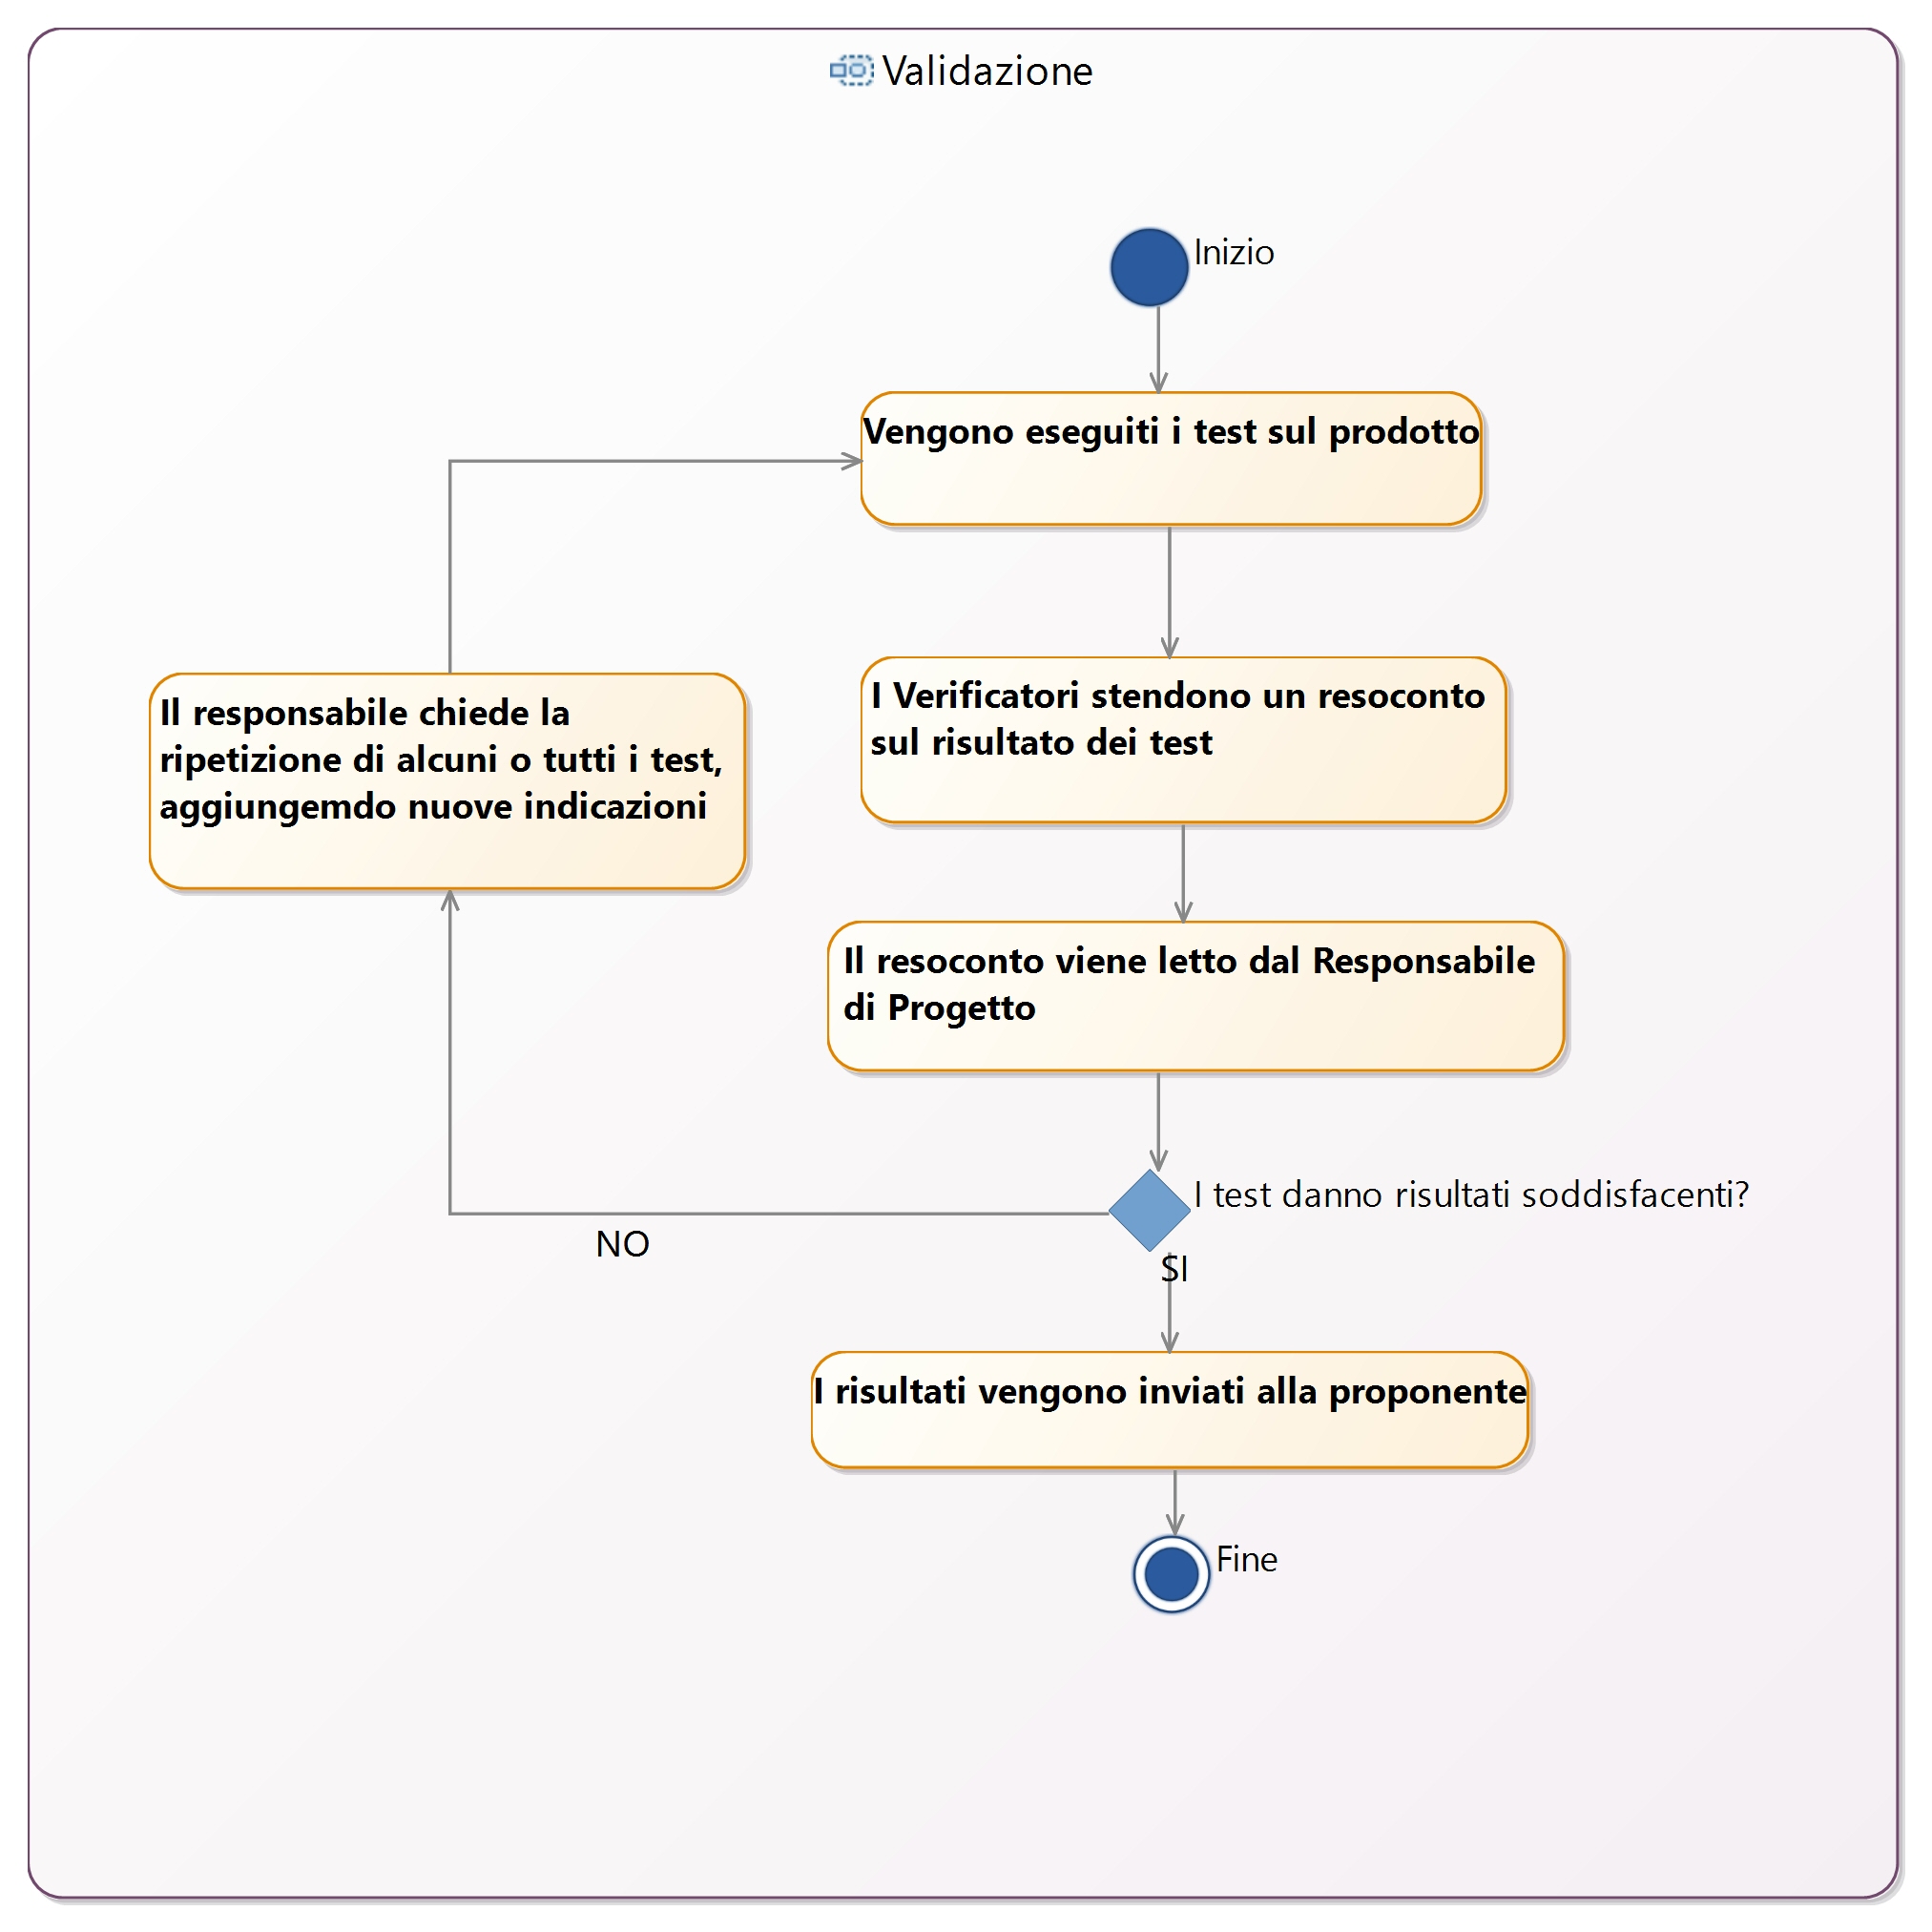 Validazione
Inizio
Vengono eseguiti i test sul prodotto
I Verificatori stendono un resoconto
sul risultato dei test
Il responsabile chiede la
ripetizione di alcuni o tutti i test,
aggiungemdo nuove indicazioni
Il resoconto viene letto dal Responsabile
di Progetto
I test danno risultati soddisfacenti?
NO
SI
I risultati vengono inviati alla proponente
Fine